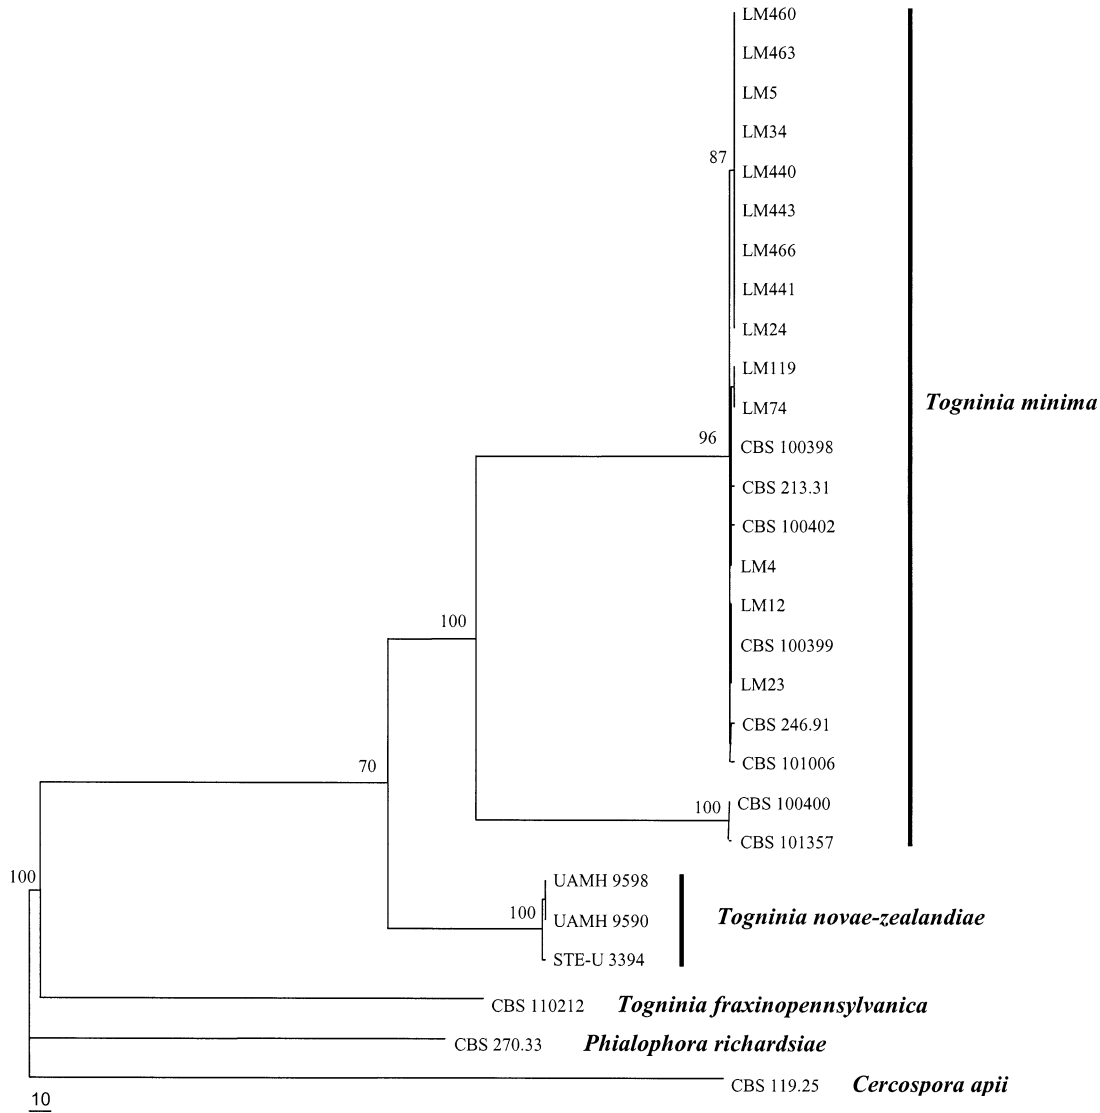 LM460
LM463
LM5
LM34
87
LM440
LM443
LM466
LM441
LM24
LM119
Togninia minima
LM74
96
CBS 100398
CBS 213.31
CBS 100402
LM4
LM12
100
CBS 100399
LM23
CBS 246.91
70
CBS 101006
100
CBS 100400
CBS 101357
100
UAMH 9598
100
UAMH 9590
Togninia novae-zealandiae
STE-U 3394
CBS 110212 Togninia fraxinopennsylvanica
CBS 270.33 Phialophora richardsiae
CBS 119.25 Cercospora apii
10